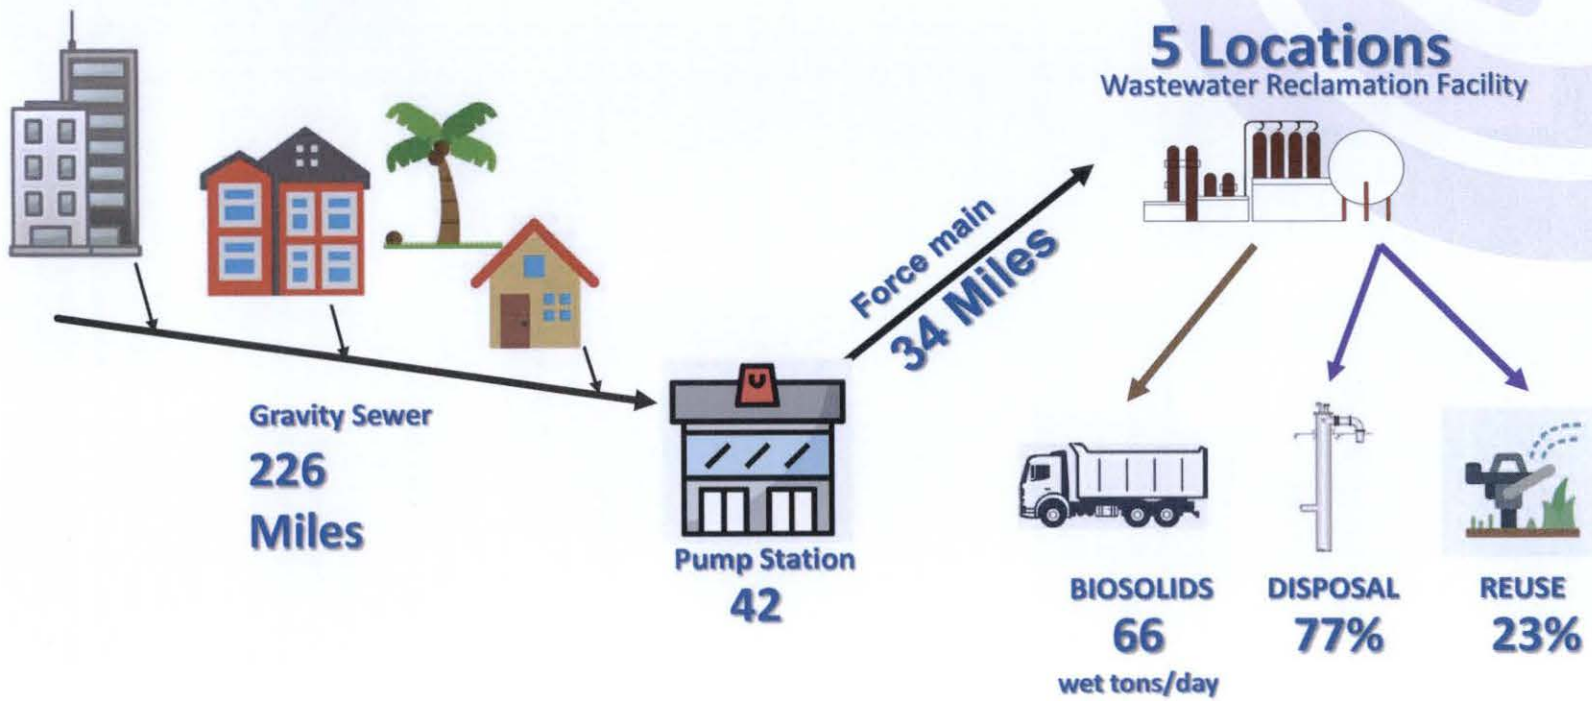 5 Locations
Wastewater Reclamation Facility
Force main
34 Miles
Gravity Sewer
226
Miles
Pump Station
42
BIOSOLIDS
66
wet tons/day
DISPOSAL
77%
REUSE
23%